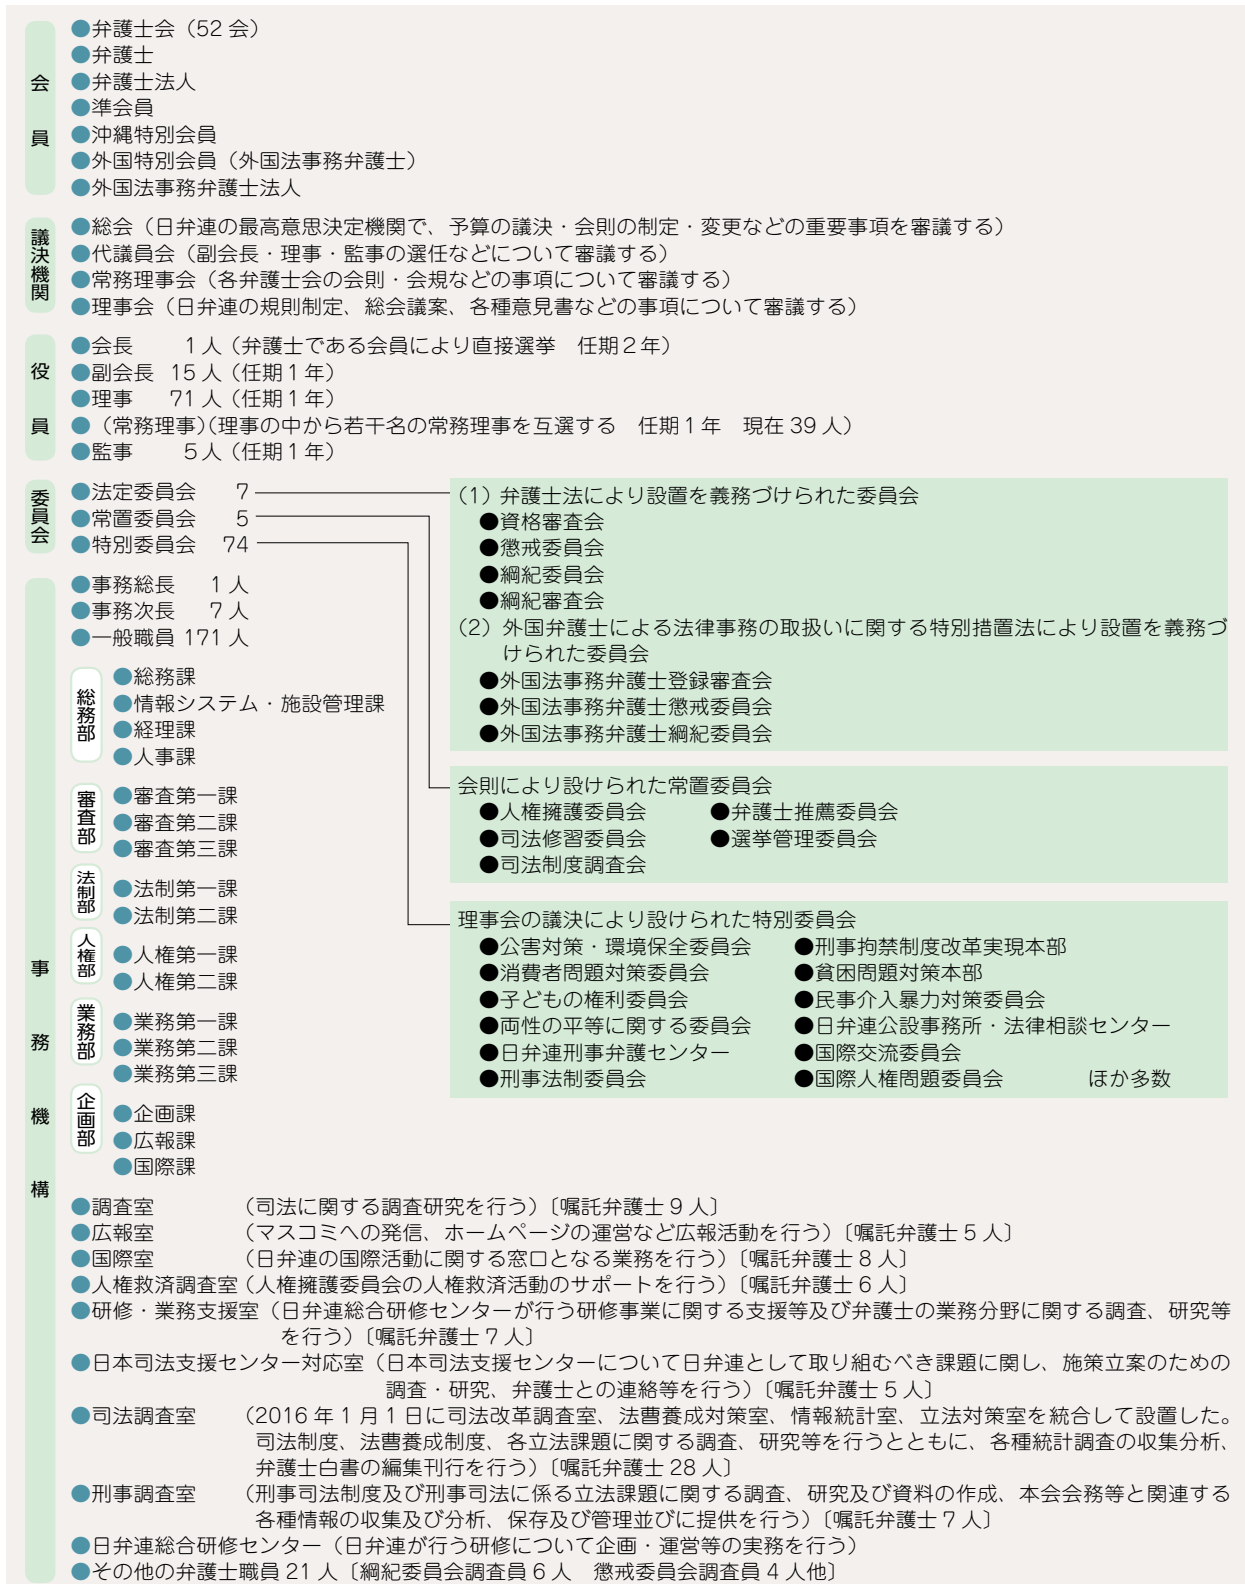 会員
●弁護士会（52会）
●弁護士
●弁護士法人
●準会員
●沖縄特別会員
●外国特別会員（外国法事務弁護士）
●外国法事務弁護士法人
議決機関
●総会（日弁連の最高意思決定機関で、予算の議決・会則の制定・変更などの重要事項を審議する）
●代議員会（副会長・理事・監事の選任などについて審議する）
●常務理事会（各弁護士会の会則・会規などの事項について審議する）
●理事会（日弁連の規則制定、総会議案、各種意見書などの事項について審議する）
役員
●会長　1人（弁護士である会員により直接選挙　任期２年）
●副会長 15人（任期１年）
●理事　71人（任期１年）
●（常務理事）（理事の中から若干名の常務理事を互選する　任期１年　現在39人）
●監事　5人（任期１年）
委員会
●法定委員会　7
●常置委員会　5
●特別委員会　74
（1）弁護士法により設置を義務づけられた委員会
●資格審査会
●懲戒委員会
●綱紀委員会
●綱紀審査会
（2）外国弁護士による法律事務の取扱いに関する特別措置法により設置を義務づ
けられた委員会
●外国法事務弁護士登録審査会
●外国法事務弁護士懲戒委員会
●外国法事務弁護士綱紀委員会
会則により設けられた常置委員会
●人権擁護委員会　●弁護士推薦委員会
●司法修習委員会　●選挙管理委員会
●司法制度調査会
理事会の議決により設けられた特別委員会
●公害対策・環境保全委員会　●刑事拘禁制度改革実現本部
●消費者問題対策委員会　●貧困問題対策本部
●子どもの権利委員会　●民事介入暴力対策委員会
●両性の平等に関する委員会　●日弁連公設事務所・法律相談センター
●日弁連刑事弁護センター　●国際交流委員会
●刑事法制委員会　●国際人権問題委員会　ほか多数
事務機構
●事務総長　1人
●事務次長　7人
●一般職員 171人
総務部
●総務課
●情報システム・施設管理課
●経理課
●人事課
審査部
●審査第一課
●審査第二課
●審査第三課
法制部
●法制第一課
●法制第二課
人権部
●人権第一課
●人権第二課
業務部
●業務第一課
●業務第二課
●業務第三課
企画部
●企画課
●広報課
●国際課
●調査室　（司法に関する調査研究を行う）〔嘱託弁護士９人〕
●広報室　（マスコミへの発信、ホームページの運営など広報活動を行う）〔嘱託弁護士５人〕
●国際室　（日弁連の国際活動に関する窓口となる業務を行う）〔嘱託弁護士８人〕
●人権救済調査室（人権擁護委員会の人権救済活動のサポートを行う）〔嘱託弁護士６人〕
●研修・業務支援室（日弁連総合研修センターが行う研修事業に関する支援等及び弁護士の業務分野に関する調査、研究等
を行う）〔嘱託弁護士７人〕
●日本司法支援センター対応室（日本司法支援センターについて日弁連として取り組むべき課題に関し、施策立案のための
調査・研究、弁護士との連絡等を行う）〔嘱託弁護士５人〕
●司法調査室　（2016年１月１日に司法改革調査室、法曹養成対策室、情報統計室、立法対策室を統合して設置した。
司法制度、法曹養成制度、各立法課題に関する調査、研究等を行うとともに、各種統計調査の収集分析、
弁護士白書の編集刊行を行う）〔嘱託弁護士28人〕
●刑事調査室　（刑事司法制度及び刑事司法に係る立法課題に関する調査、研究及び資料の作成、本会会務等と関連する
各種情報の収集及び分析、保存及び管理並びに提供を行う）〔嘱託弁護士７人〕
●日弁連総合研修センター（日弁連が行う研修について企画・運営等の実務を行う）
●その他の弁護士職員21人〔綱紀委員会調査員６人　懲戒委員会調査員４人他〕